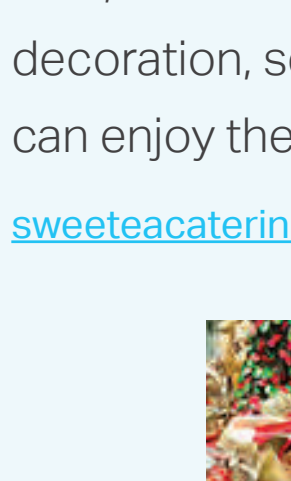 decoration, s
can enjoy the
sweeteacaterin